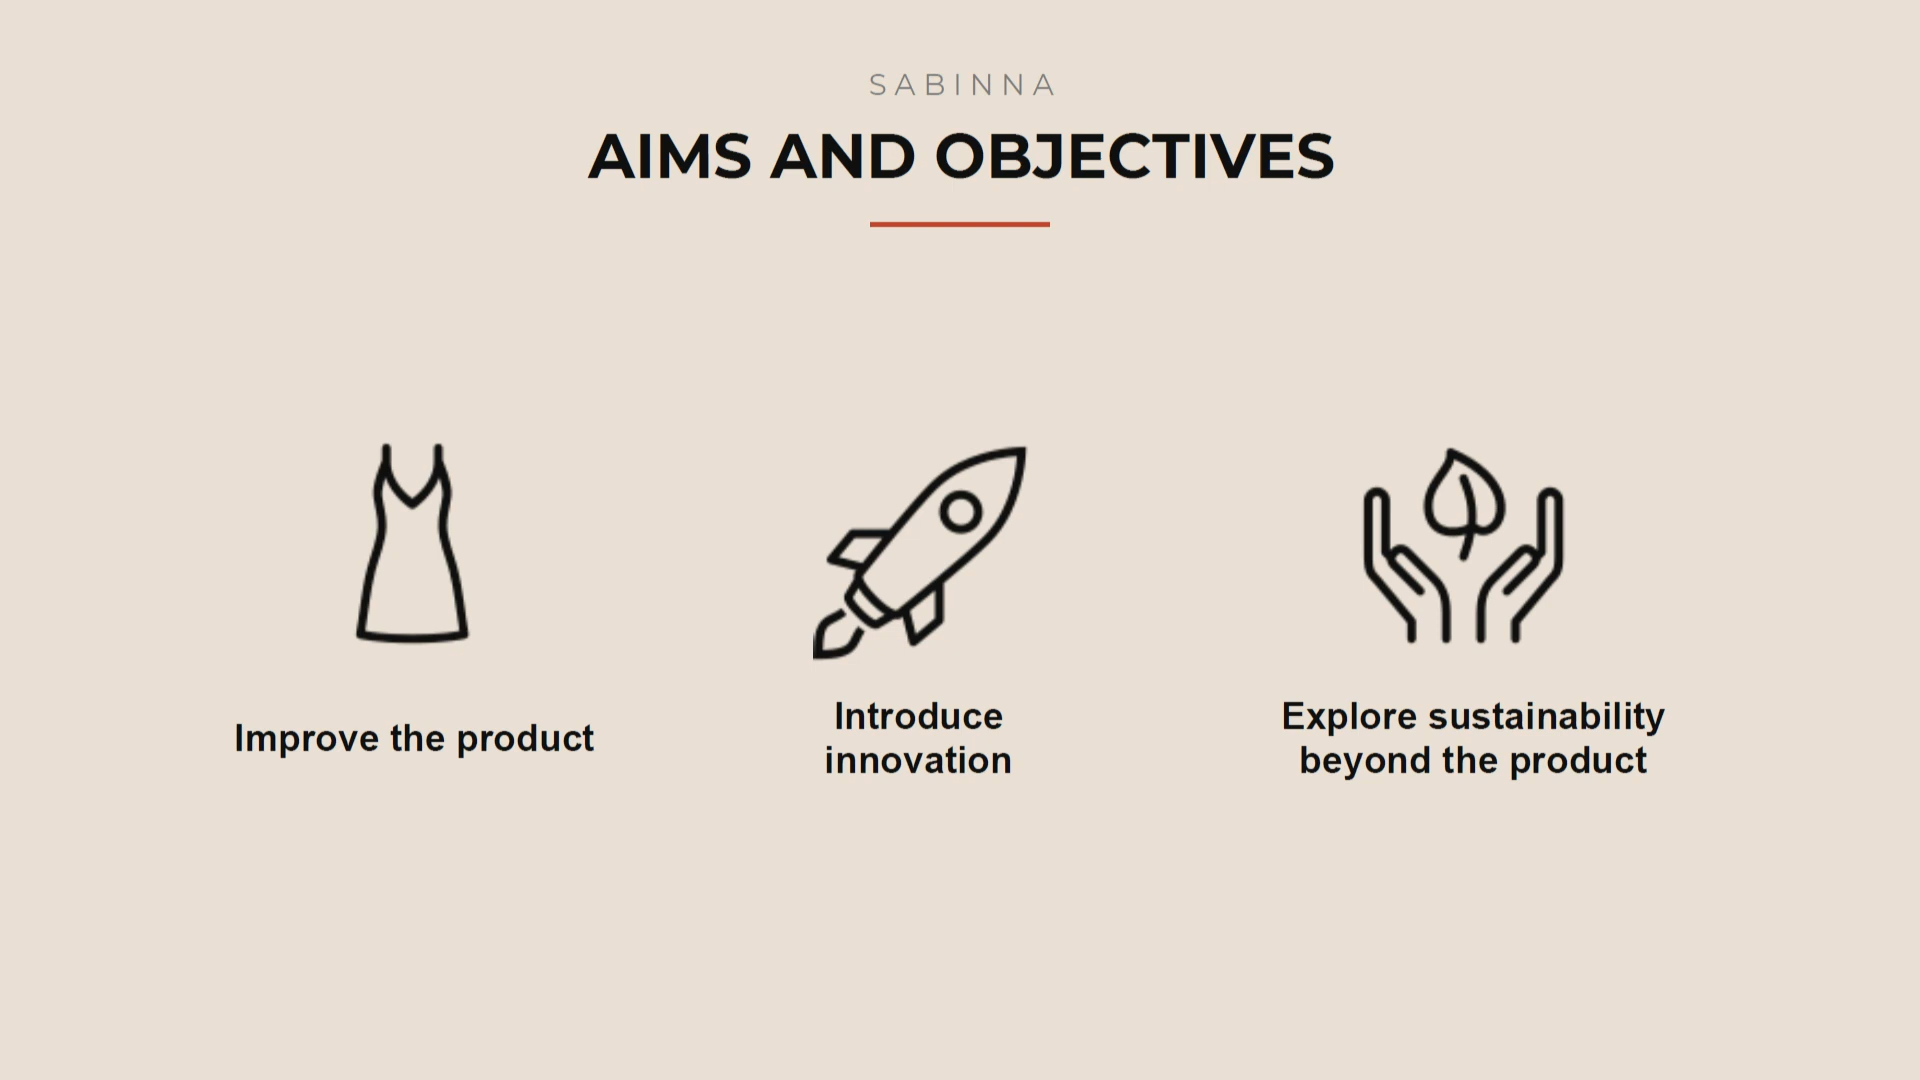 SABINNA
AIMS AND OBJECTIVES
Improve the product
Introduce
innovation
Explore sustainability
beyond the product